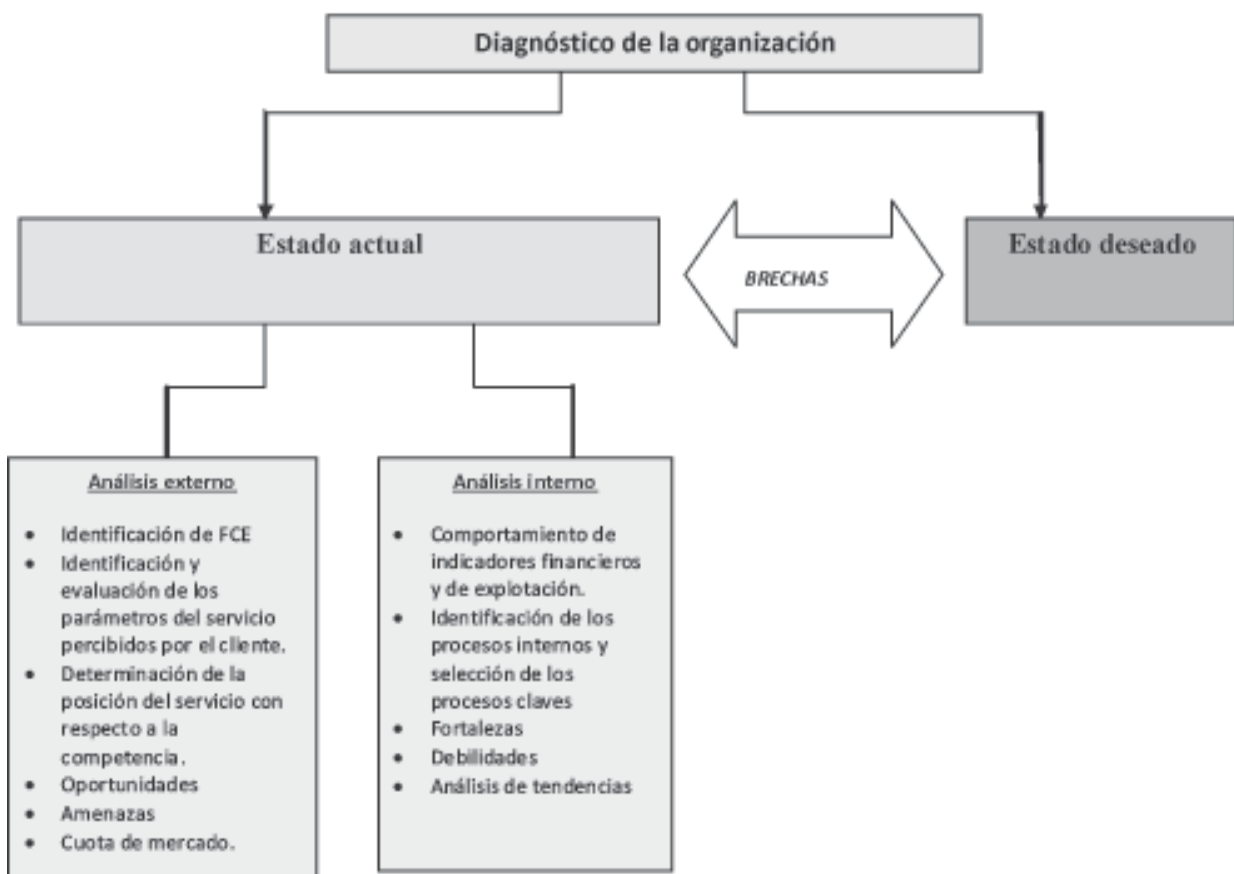 Diagnóstico de la organización
Estado actual
BRECHAS
Estado deseado
Análisis externo
• Identificación de FCE
• Identificación y
evaluación de los
parámetros del servicio
percibidos por el cliente.
• Determinación de la
posición del servicio con
respecto a la
competencia.
• Oportunidades
• Amenazas
• Cuota de mercado.
Análisis interno
• Comportamiento de
indicadores financieros
y de explotación.
• Identificación de los
procesos internos y
selección de los
procesos claves
• Fortalezas
• Debilidades
• Análisis de tendencias